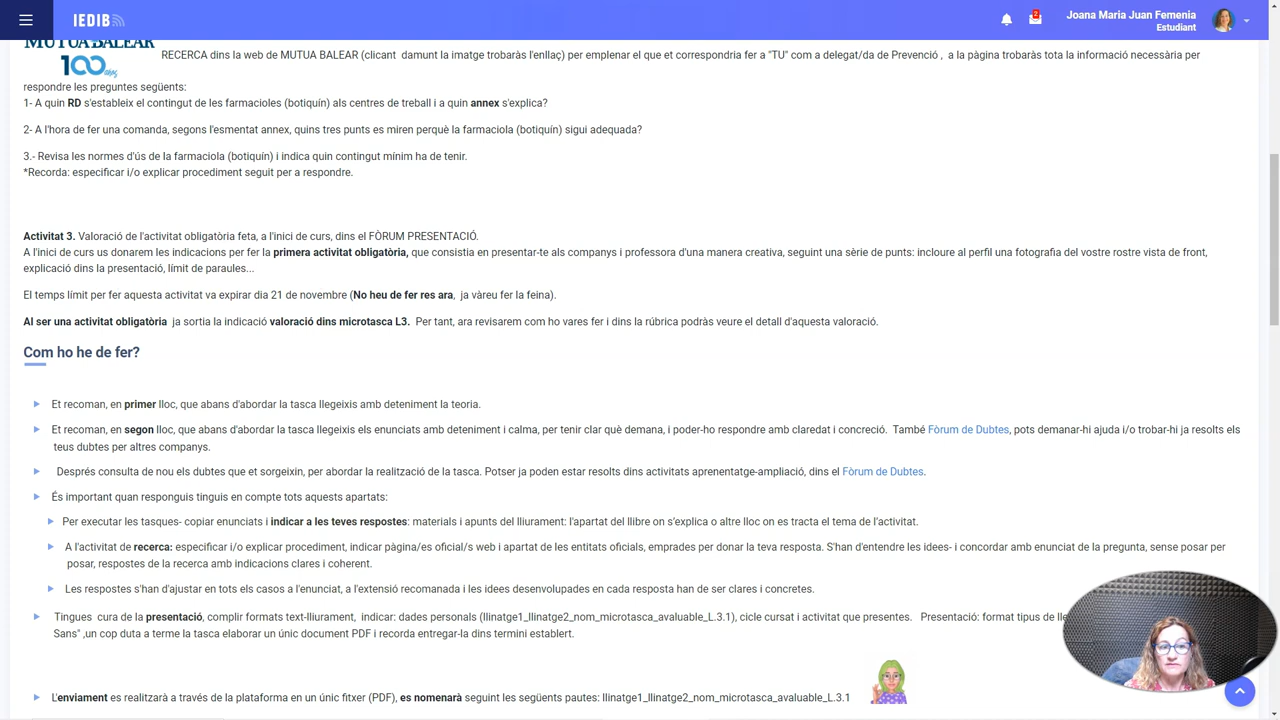 IEDIB
2
Joana Maria Juan Femenia
Estudiant
MUTUA BALEAR
100 anys
RECERCA dins la web de MUTUA BALEAR (clicant damunt la imatge trobaràs l'enllaç) per emplenar el que et correspondria fer a "TU" com a delegat/da de Prevenció , a la pàgina trobaràs tota la informació necessària per
respondre les preguntes següents:
1- A quin RD s'estableix el contingut de les farmacioles (botiquín) als centres de treball i a quin annex s'explica?
2- A l'hora de fer una comanda, segons l'esmentat annex, quins tres punts es miren perquè la farmaciola (botiquín) sigui adequada?
3.- Revisa les normes d'ús de la farmaciola (botiquín) i indica quin contingut mínim ha de tenir.
*Recorda: especificar i/o explicar procediment seguit per a respondre.
Activitat 3. Valoració de l'activitat obligatòria feta, a l'inici de curs, dins el FÒRUM PRESENTACIÓ.
A l'inici de curs us donarem les indicacions per fer la primera activitat obligatòria, que consistia en presentar-te als companys i professora d'una manera creativa, seguint una sèrie de punts: incloure al perfil una fotografia del vostre rostre vista de front,
explicació dins la presentació, límit de paraules...
El temps límit per fer aquesta activitat va expirar dia 21 de novembre (No heu de fer res ara, ja vàreu fer la feina).
Al ser una activitat obligatòria ja sortia la indicació valoració dins microtasca L3. Per tant, ara revisarem com ho vares fer i dins la rúbrica podràs veure el detall d'aquesta valoració.
Com ho he de fer?
Et recoman, en primer lloc, que abans d'abordar la tasca llegeixis amb deteniment la teoria.
Et recoman, en segon lloc, que abans d'abordar la tasca llegeixis els enunciats amb deteniment i calma, per tenir clar què demana, i poder-ho respondre amb claredat i concreció. També Fòrum de Dubtes, pots demanar-hi ajuda i/o trobar-hi ja resolts els
teus dubtes per altres companys.
Després consulta de nou els dubtes que et sorgeixin, per abordar la realització de la tasca. Potser ja poden estar resolts dins activitats aprenentatge-ampliació, dins el Fòrum de Dubtes.
És important quan responguis tinguis en compte tots aquests apartats:
Per executar les tasques- copiar enunciats i indicar a les teves respostes: materials i apunts del lliurament: l'apartat del llibre on s'explica o altre lloc on es tracta el tema de l'activitat.
A l'activitat de recerca: especificar i/o explicar procediment, indicar pàgina/es oficial/s web i apartat de les entitats oficials, emprades per donar la teva resposta. S'han d'entendre les idees- i concordar amb enunciat de la pregunta, sense posar per
posar, respostes de la recerca amb indicacions clares i coherent.
Les respostes s'han d'ajustar en tots els casos a l'enunciat, a l'extensió recomanada i les idees desenvolupades en cada resposta han de ser clares i concretes.
Tingues cura de la presentació, complir formats text-lliurament, indicar: dades personals (llinatge1_llinatge2_nom_microtasca_avaluable_L.3.1), cicle cursat i activitat que presentes. Presentació: format tipus de
Sans" ,un cop duta a terme la tasca elaborar un únic document PDF i recorda entregar-la dins termini establert.
L'enviament es realitzarà a través de la plataforma en un únic fitxer (PDF), es nomenarà seguint les següents pautes: llinatge1_llinatge2_nom_microtasca_avaluable_L.3.1